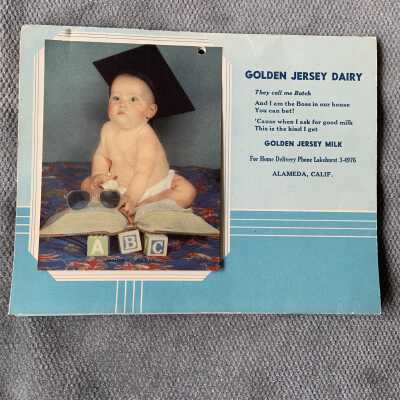 GOLDEN JERSEY DAIRY
They call me Butch
And I am the Boss in our house
You can bet!
'Cause when I ask for good milk
This is the kind I get
GOLDEN JERSEY MILK
For Home Delivery Phone Lakehurst 3-4976
ALAMEDA, CALIF.
A B C